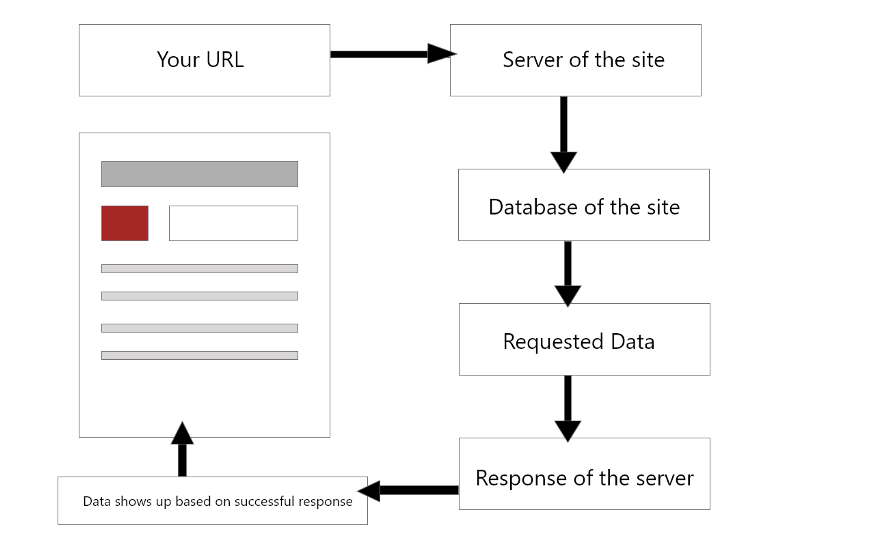 Your URL
Server of the site
Database of the site
Requested Data
Response of the server
Data shows up based on successful response